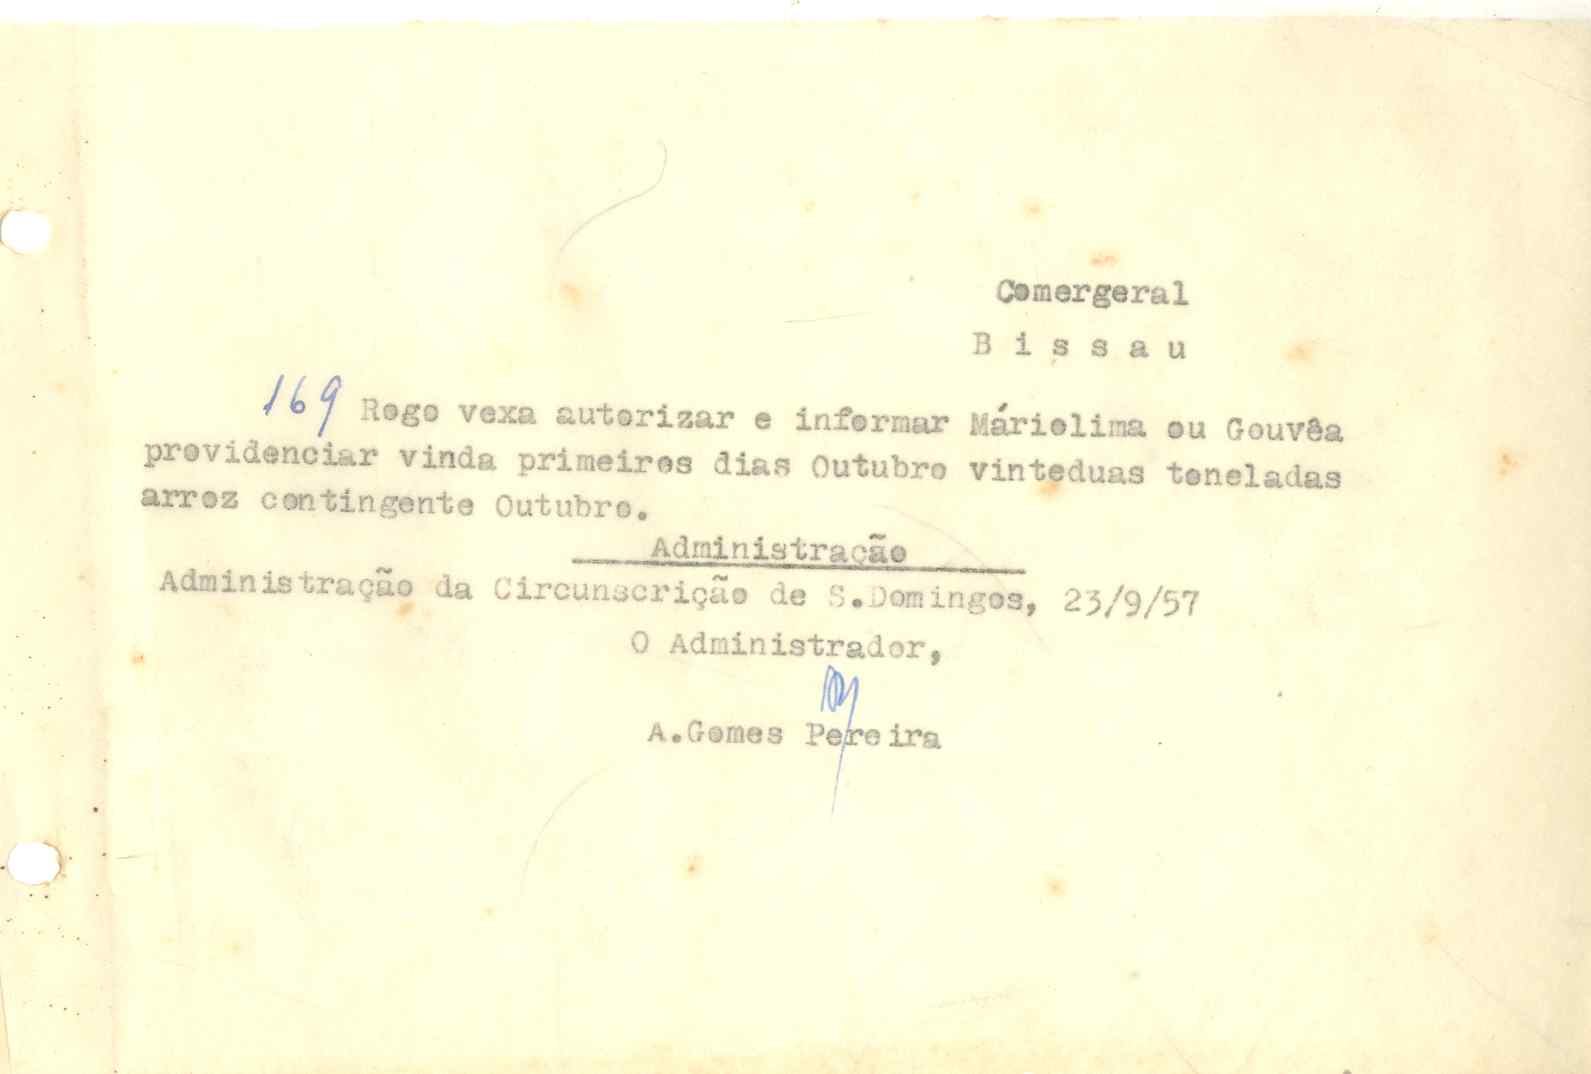 Comergeral
B i s s a u
169 Rogo vexa autorizar e informar Máriolima ou Gouvêa
providenciar vinda primeiros dias Outubro vinteduas toneladas
arroz contingente Outubro.
Administração
Administração da Circunscrição de S.Domingos, 23/9/57
O Administrador,
A.Gomes Pereira